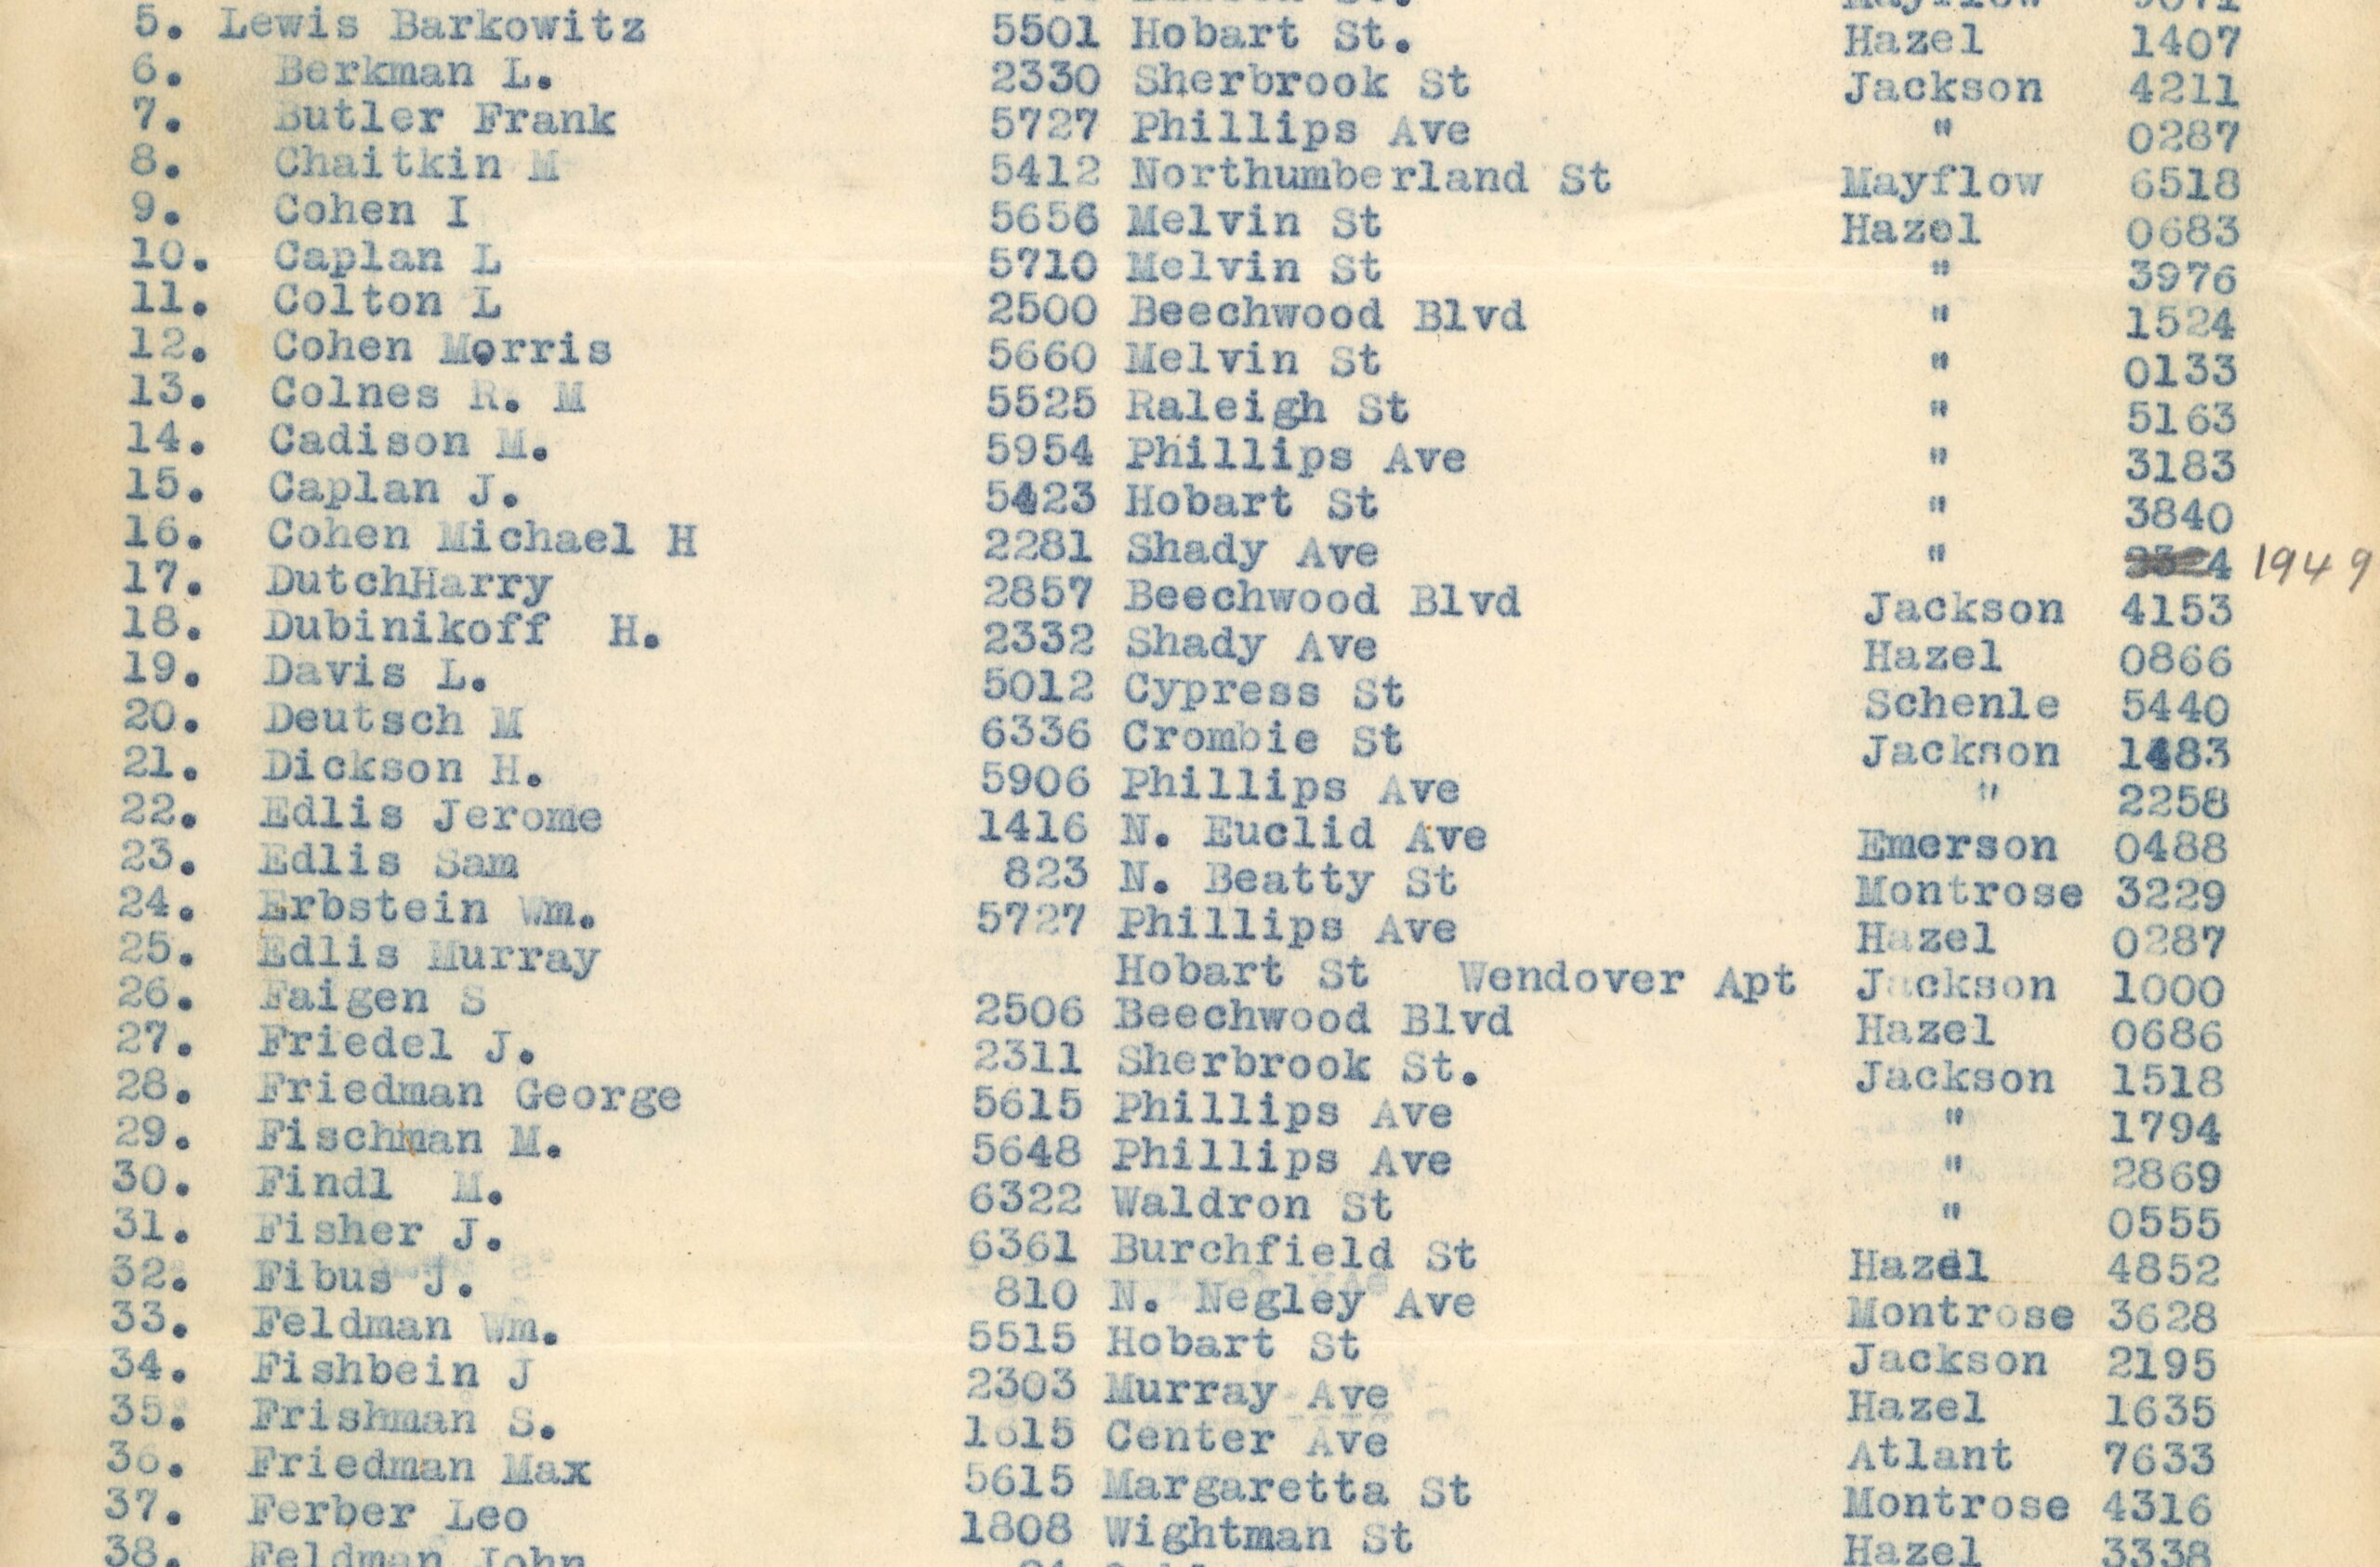 Mayflow
5. Lewis Barkowitz 5501 Hobart St. Hazel 1407
6. Berkman L. 2330 Sherbrook St Jackson 4211
7. Butler Frank 5727 Phillips Ave " 0287
8. Chaitkin M 5412 Northumberland St Mayflow 6518
9. Cohen I 5656 Melvin St Hazel 0683
10. Caplan L 5710 Melvin St " 3976
11. Colton L 2500 Beechwood Blvd " 1524
12. Cohen Morris 5660 Melvin St " 0133
13. Colnes R. M 5525 Raleigh St " 5163
14. Cadison M. 5954 Phillips Ave " 3183
15. Caplan J. 5423 Hobart St " 3840
16. Cohen Michael H 2281 Shady Ave " 1949
17. DutchHarry 2857 Beechwood Blvd Jackson 4153
18. Dubinikoff H. 2332 Shady Ave Hazel 0866
19. Davis L. 5012 Cypress St Schenle 5440
20. Deutsch M 6336 Crombie St Jackson 1483
21. Dickson H. 5906 Phillips Ave " 2258
22. Edlis Jerome 1416 N. Euclid Ave Emerson 0488
23. Edlis Sam 823 N. Beatty St Montrose 3229
24. Erbstein Wm. 5727 Phillips Ave Hazel 0287
25. Edlis Murray Hobart St Wendover Apt Jackson 1000
26. Faigen S 2506 Beechwood Blvd Hazel 0686
27. Friedel J. 2311 Sherbrook St. Jackson 1518
28. Friedman George 5615 Phillips Ave " 1794
29. Fischman M. 5648 Phillips Ave " 2869
30. Findl M. 6322 Waldron St " 0555
31. Fisher J. 6361 Burchfield St Hazel 4852
32. Fibus J. 810 N. Negley Ave Montrose 3628
33. Feldman Wm. 5515 Hobart St Jackson 2195
34. Fishbein J 2303 Murray Ave Hazel 1635
35. Frishman S. 1615 Center Ave Atlant 7633
36. Friedman Max 5615 Margaretta St Montrose 4316
37. Ferber Leo 1808 Wightman St Hazel 3338
38. Feldman John